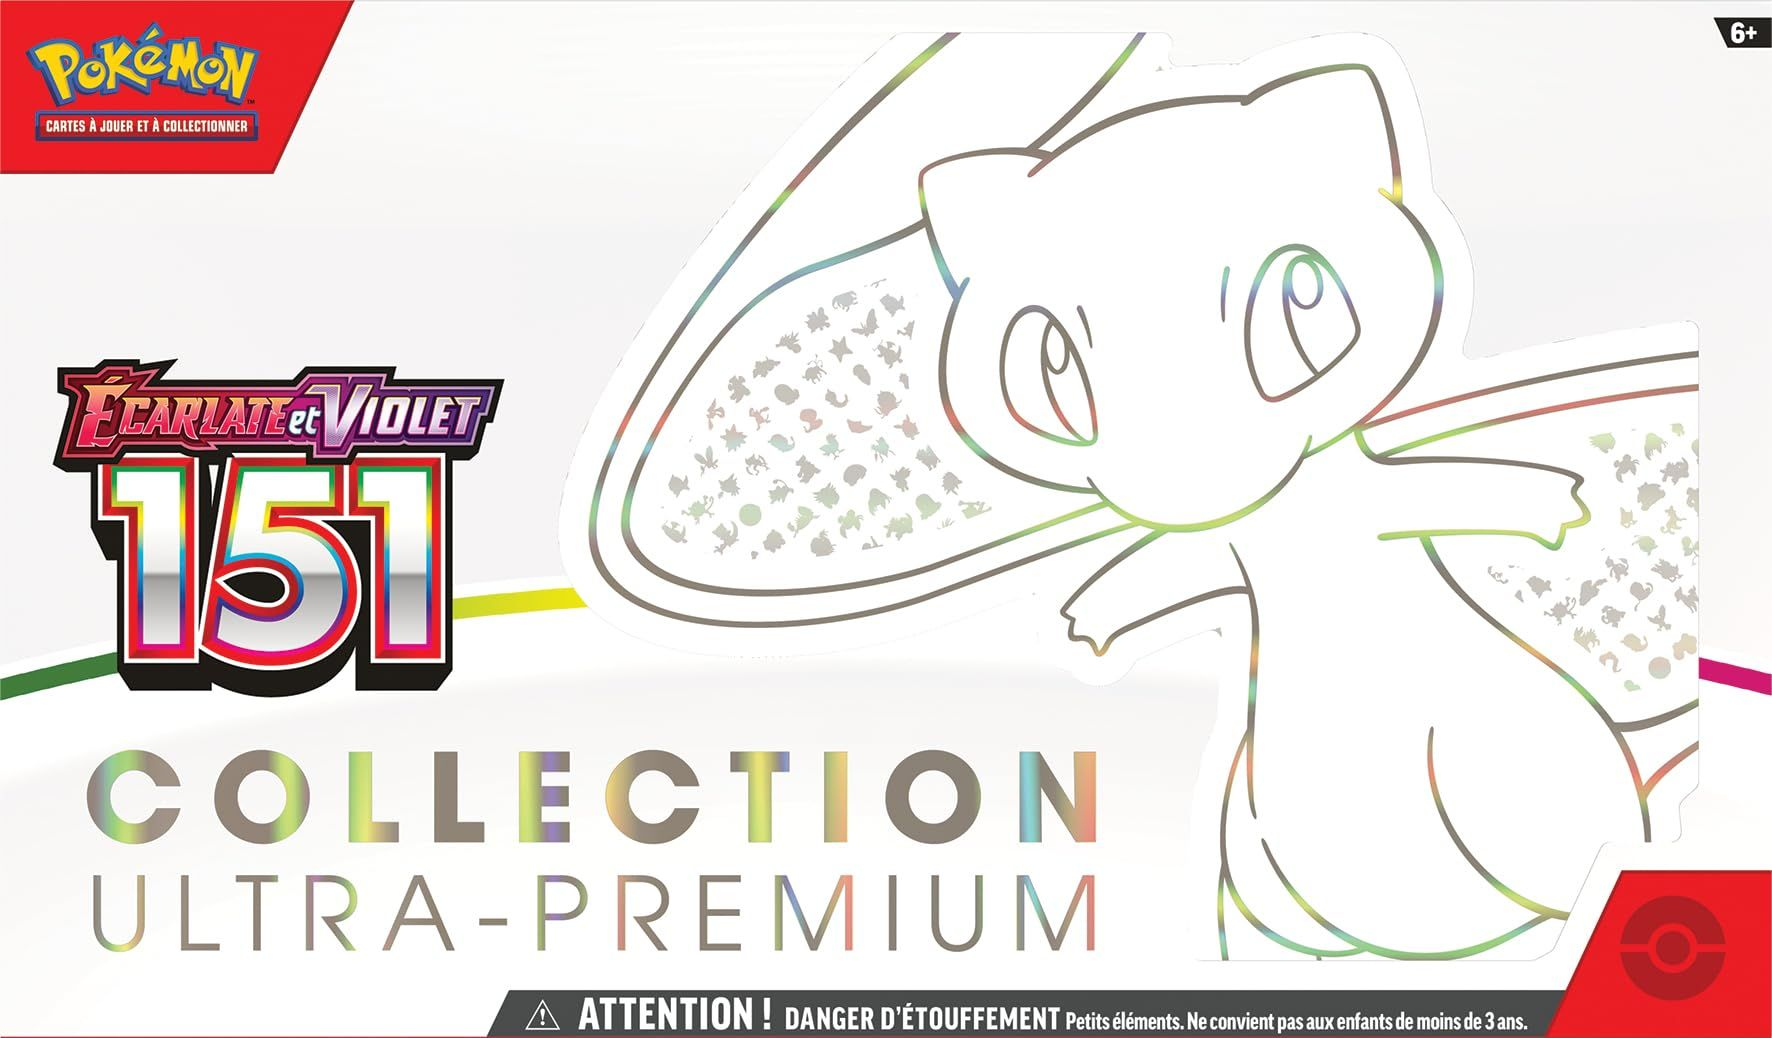 POKéMON™
CARTES À JOUER ET À COLLECTIONNER
6+
ÉCARLATE et VIOLET
151
COLLECTION
ULTRA-PREMIUM
ATTENTION ! DANGER D'ÉTOUFFEMENT Petits éléments. Ne convient pas aux enfants de moins de 3 ans.